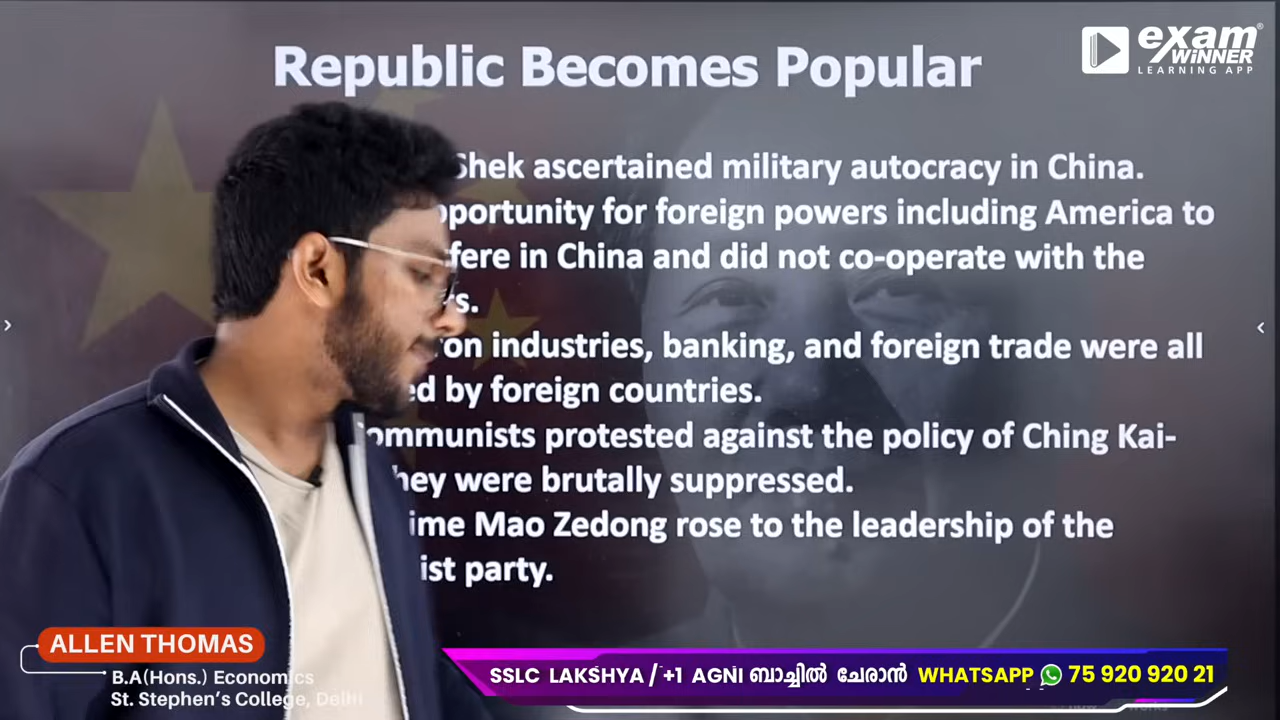 Republic Becomes Popular
exam
WINNER
LEARNING APP
Shek ascertained military autocracy in China.
pportunity for foreign powers including America to
fere in China and did not co-operate with the
rs.
ron industries, banking, and foreign trade were all
ed by foreign countries.
ommunists protested against the policy of Ching Kai-
hey were brutally suppressed.
ime Mao Zedong rose to the leadership of the
ist party.
ALLEN THOMAS
B.A(Hons.) Economics
St. Stephen's College, Delhi
SSLC LAKSHYA / +1 AGNI ബാച്ചിൽ ചേരാൻ WHATSAPP 75 920 920 21